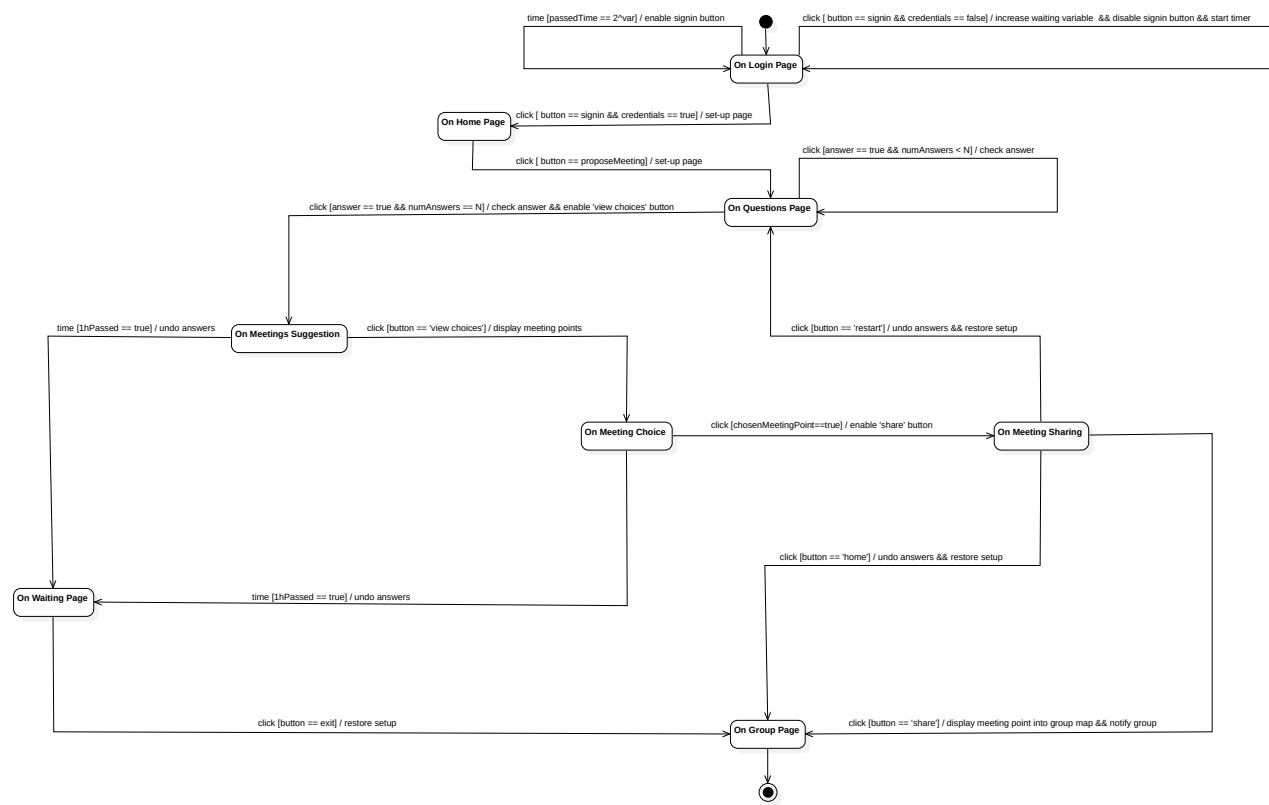 time [passedTime == 2^var] / enable signin button
click [ button == signin && credentials == false] / increase waiting variable  && disable signin button && start timer
On Login Page
click [ button == signin && credentials == true] / set-up page
On Home Page
click [ button == proposeMeeting] / set-up page
click [answer == true && numAnswers < N] / check answer
click [answer == true && numAnswers == N] / check answer && enable 'view choices' button
On Questions Page
time [1hPassed == true] / undo answers
On Meetings Suggestion
click [button == 'view choices'] / display meeting points
click [button == 'restart'] / undo answers && restore setup
On Meeting Choice
click [chosenMeetingPoint==true] / enable 'share' button
On Meeting Sharing
click [button == 'home'] / undo answers && restore setup
On Waiting Page
time [1hPassed == true] / undo answers
click [button == exit] / restore setup
On Group Page
click [button == 'share'] / display meeting point into group map && notify group